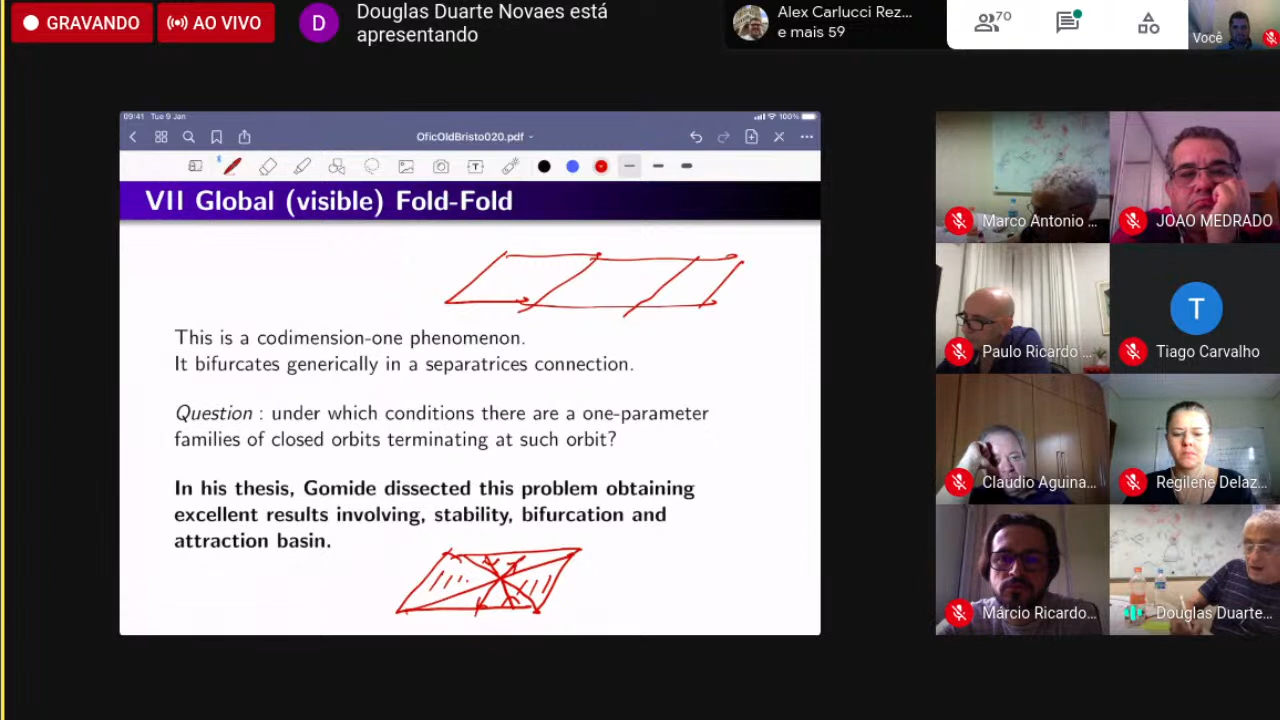 GRAVANDO
AO VIVO
D
Douglas Duarte Novaes está
apresentando
Alex Carlucci Rez...
e mais 59
70
Você
09:41 Tue 9 Jan
100%
OficOldBristo020.pdf
T
VII Global (visible) Fold-Fold
This is a codimension-one phenomenon.
It bifurcates generically in a separatrices connection.
Question : under which conditions there are a one-parameter
families of closed orbits terminating at such orbit?
In his thesis, Gomide dissected this problem obtaining
excellent results involving, stability, bifurcation and
attraction basin.
Marco Antonio ...
JOAO MEDRADO
Paulo Ricardo ...
T
Tiago Carvalho
Claudio Aguina...
Regilene Delaz...
Márcio Ricardo...
Douglas Duarte...